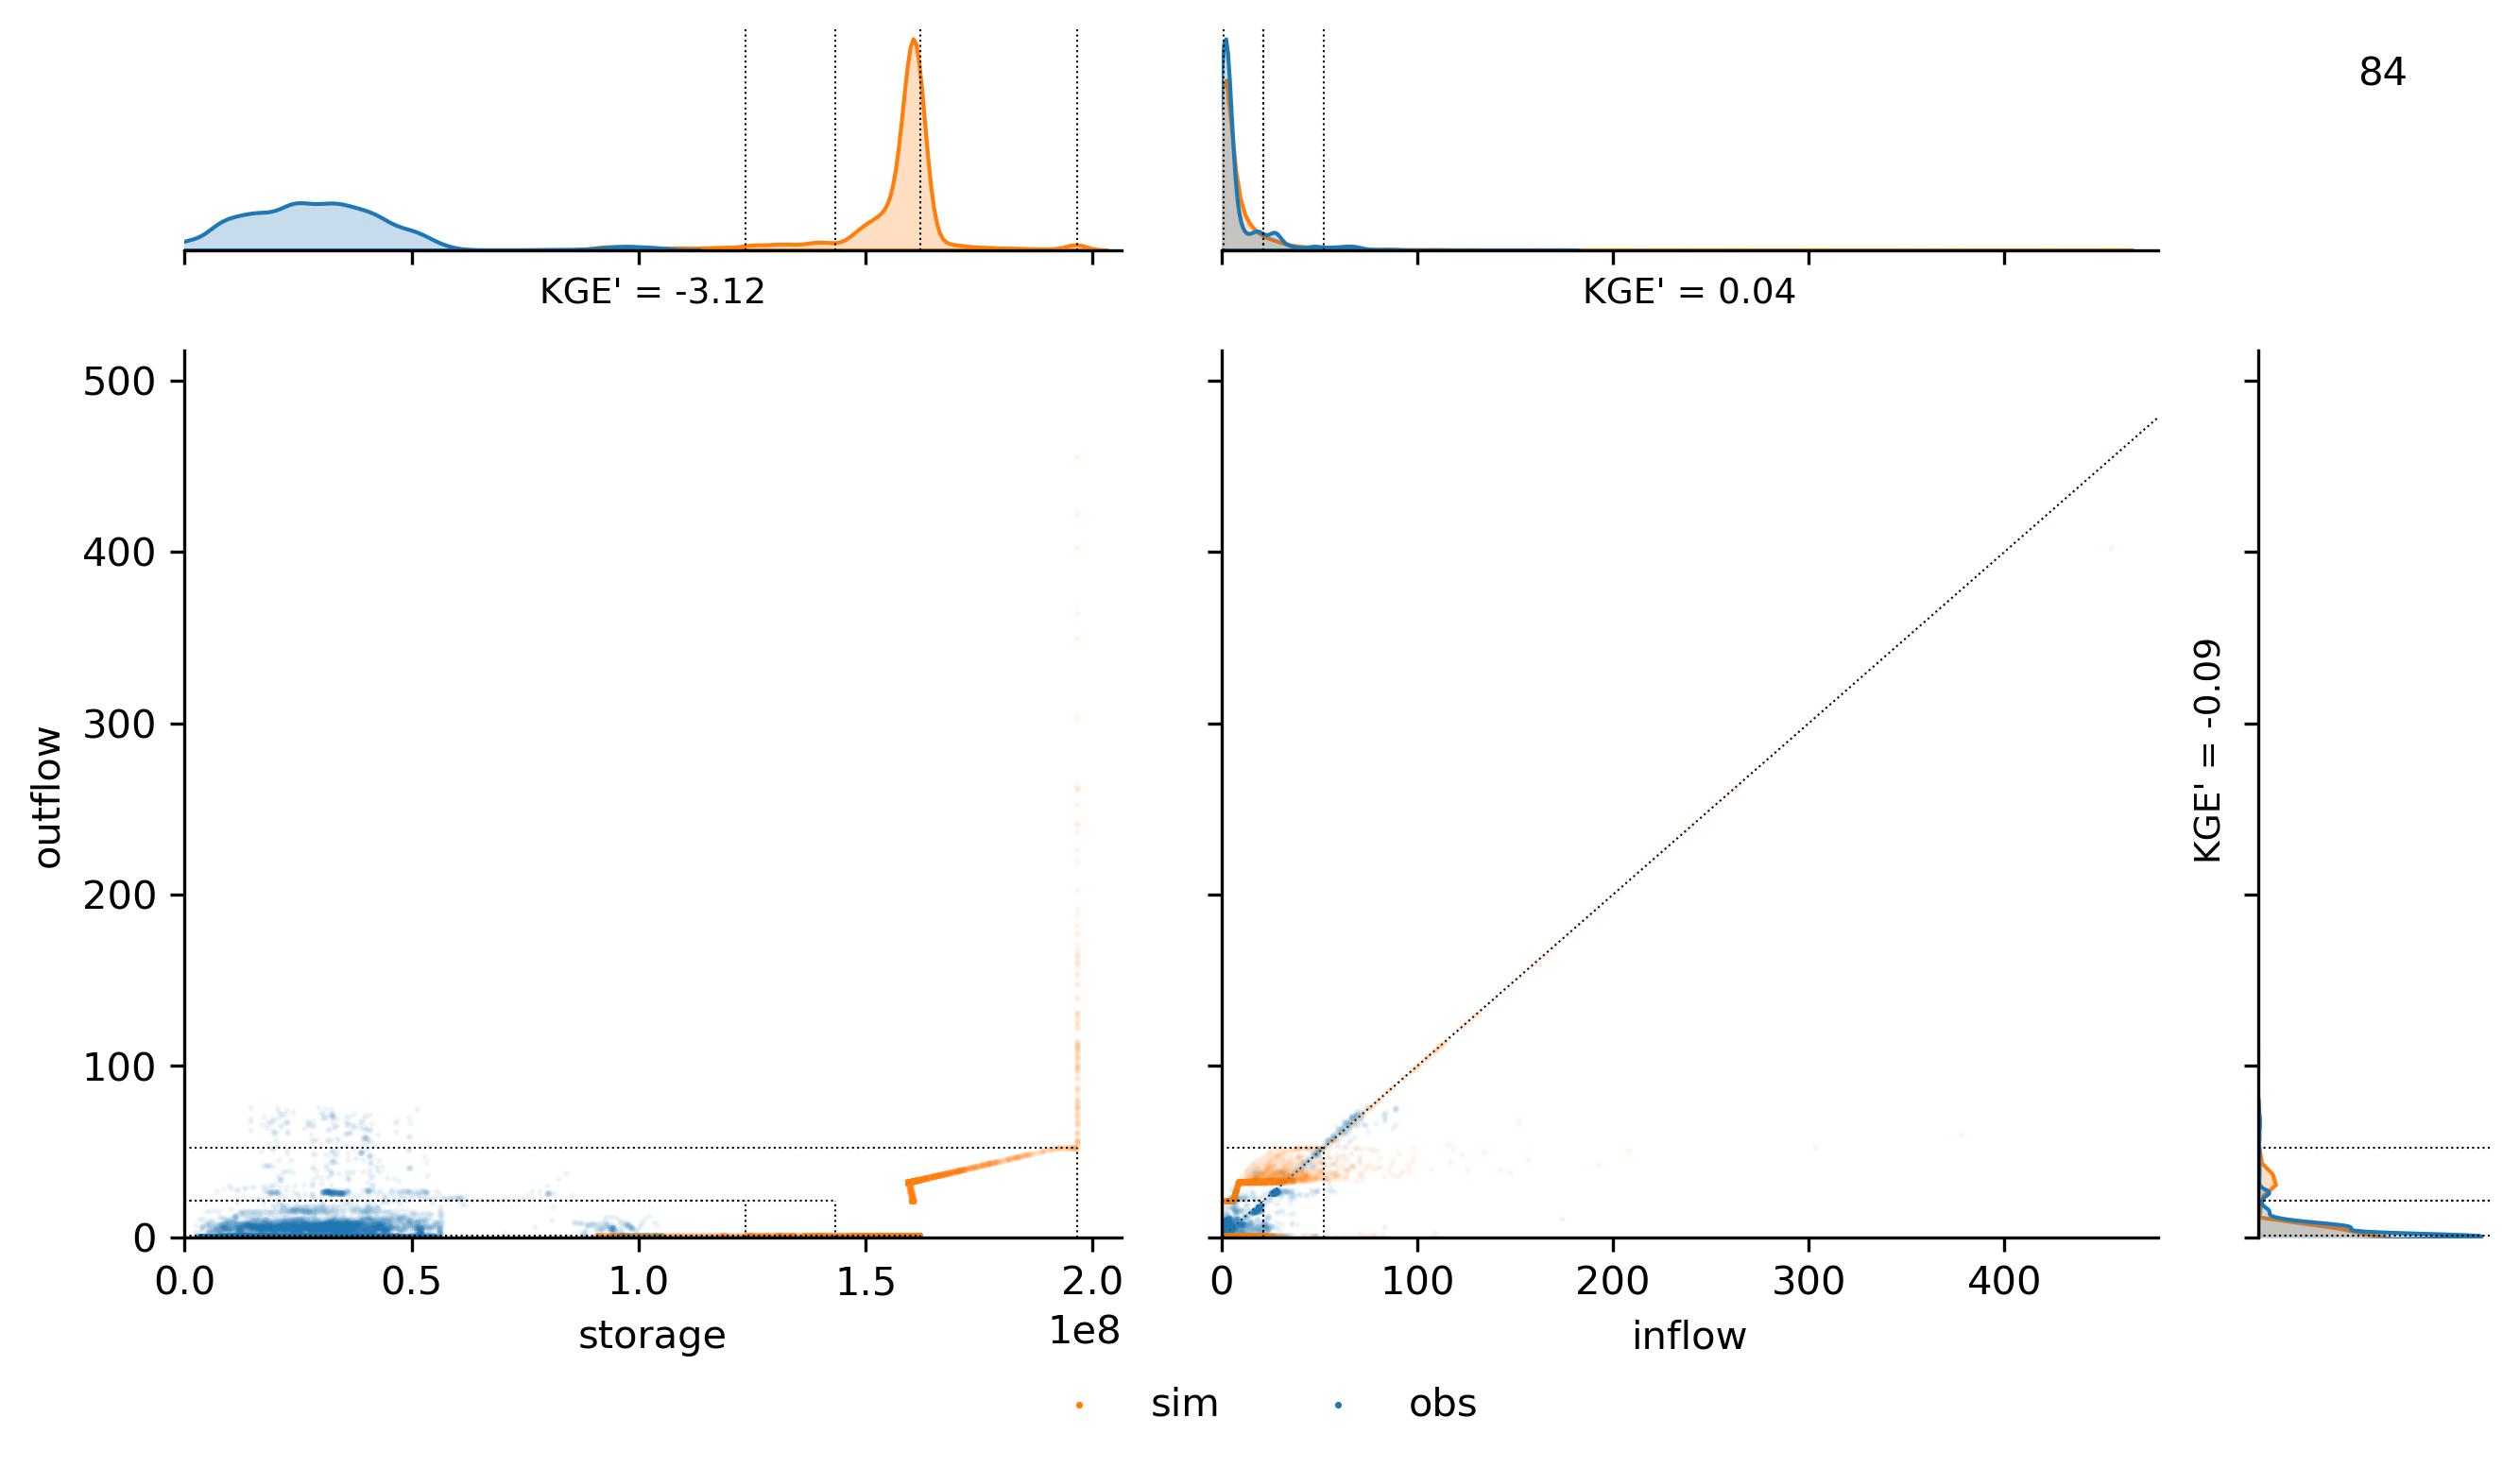 84
KGE' = -3.12
KGE' = 0.04
500
400
300
200
100
0
outflow
KGE' = -0.09
0.0 0.5 1.0 1.5 2.0
1e8
storage
0 100 200 300 400
inflow
sim obs